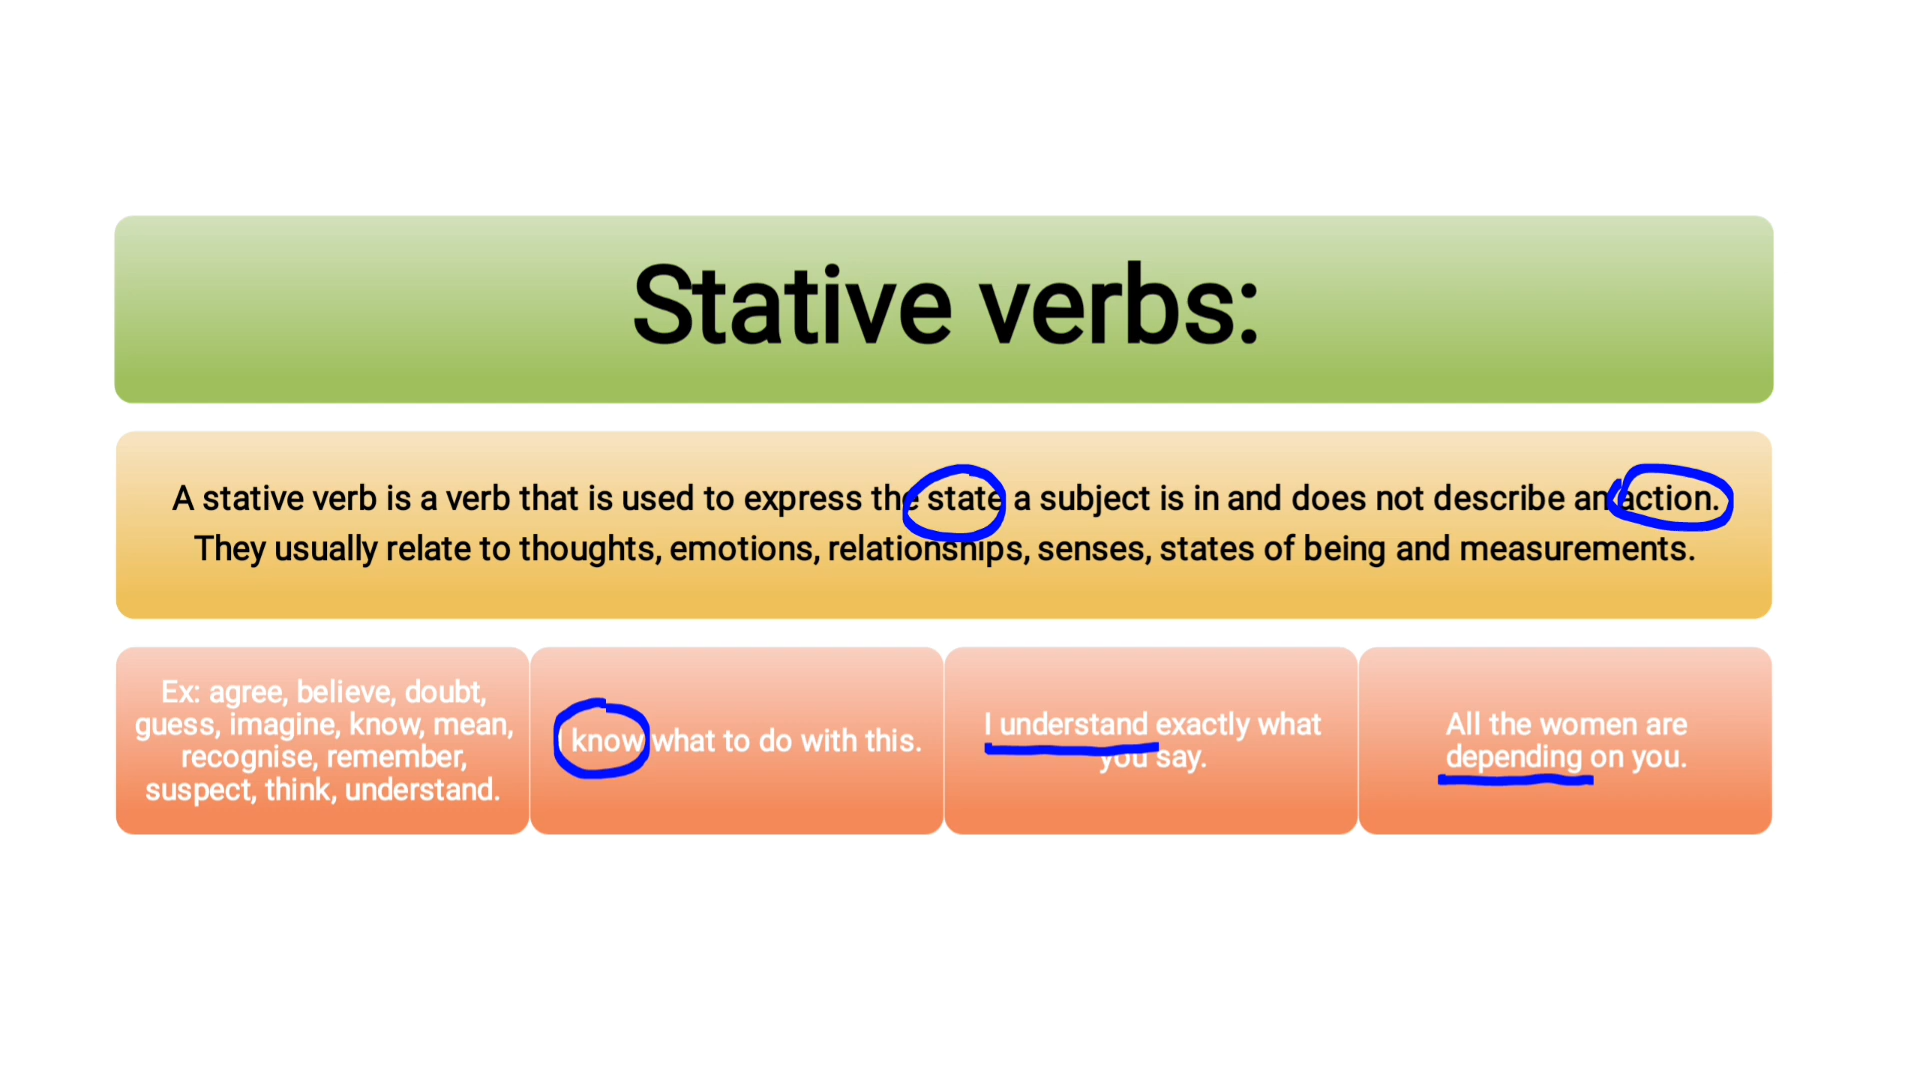 Stative verbs:
A stative verb is a verb that is used to express the state a subject is in and does not describe an action.
They usually relate to thoughts, emotions, relationships, senses, states of being and measurements.
Ex: agree, believe, doubt,
guess, imagine, know, mean,
recognise, remember,
suspect, think, understand.
I know what to do with this.
I understand exactly what
you say.
All the women are
depending on you.